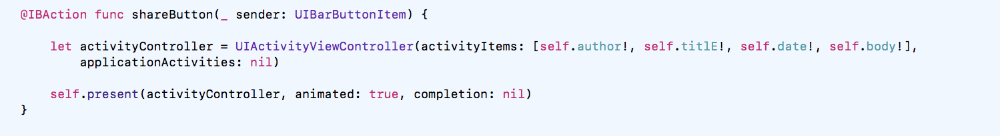 @IBAction func shareButton(_ sender: UIBarButtonItem) {
let activityController = UIActivityViewController(activityItems: [self.author!, self.titlE!, self.date!, self.body!],
applicationActivities: nil)
self.present(activityController, animated: true, completion: nil)
}